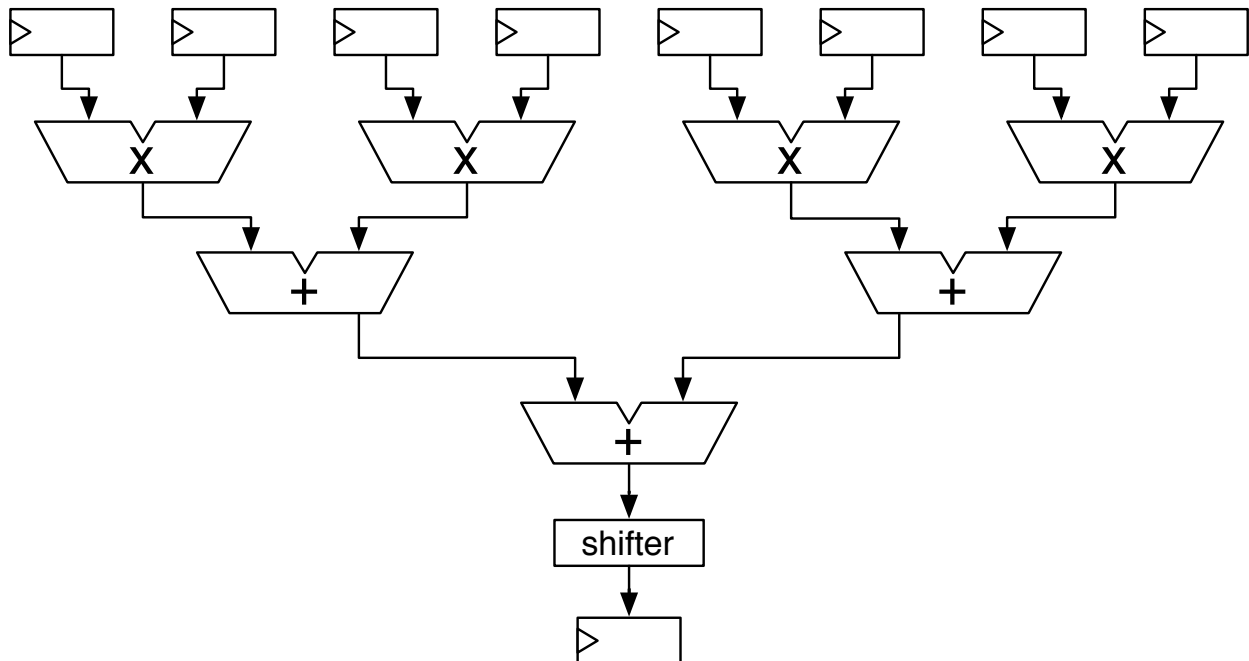 X X X X
+ +
+
shifter